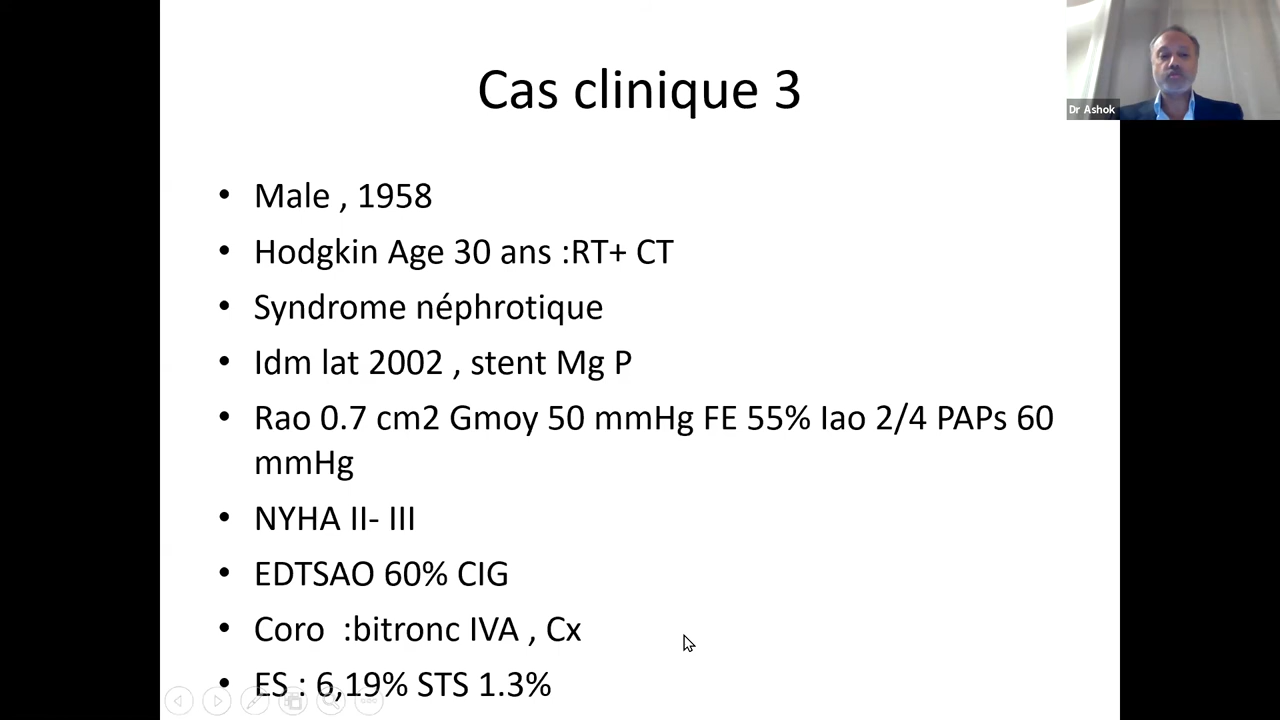 Cas clinique 3
Dr Ashok
• Male , 1958
• Hodgkin Age 30 ans :RT+ CT
• Syndrome néphrotique
• Idm lat 2002 , stent Mg P
• Rao 0.7 cm2 Gmoy 50 mmHg FE 55% Iao 2/4 PAPs 60
mmHg
• NYHA II- III
• EDTSAO 60% CIG
• Coro  :bitronc IVA , Cx
• ES : 6,19% STS 1.3%